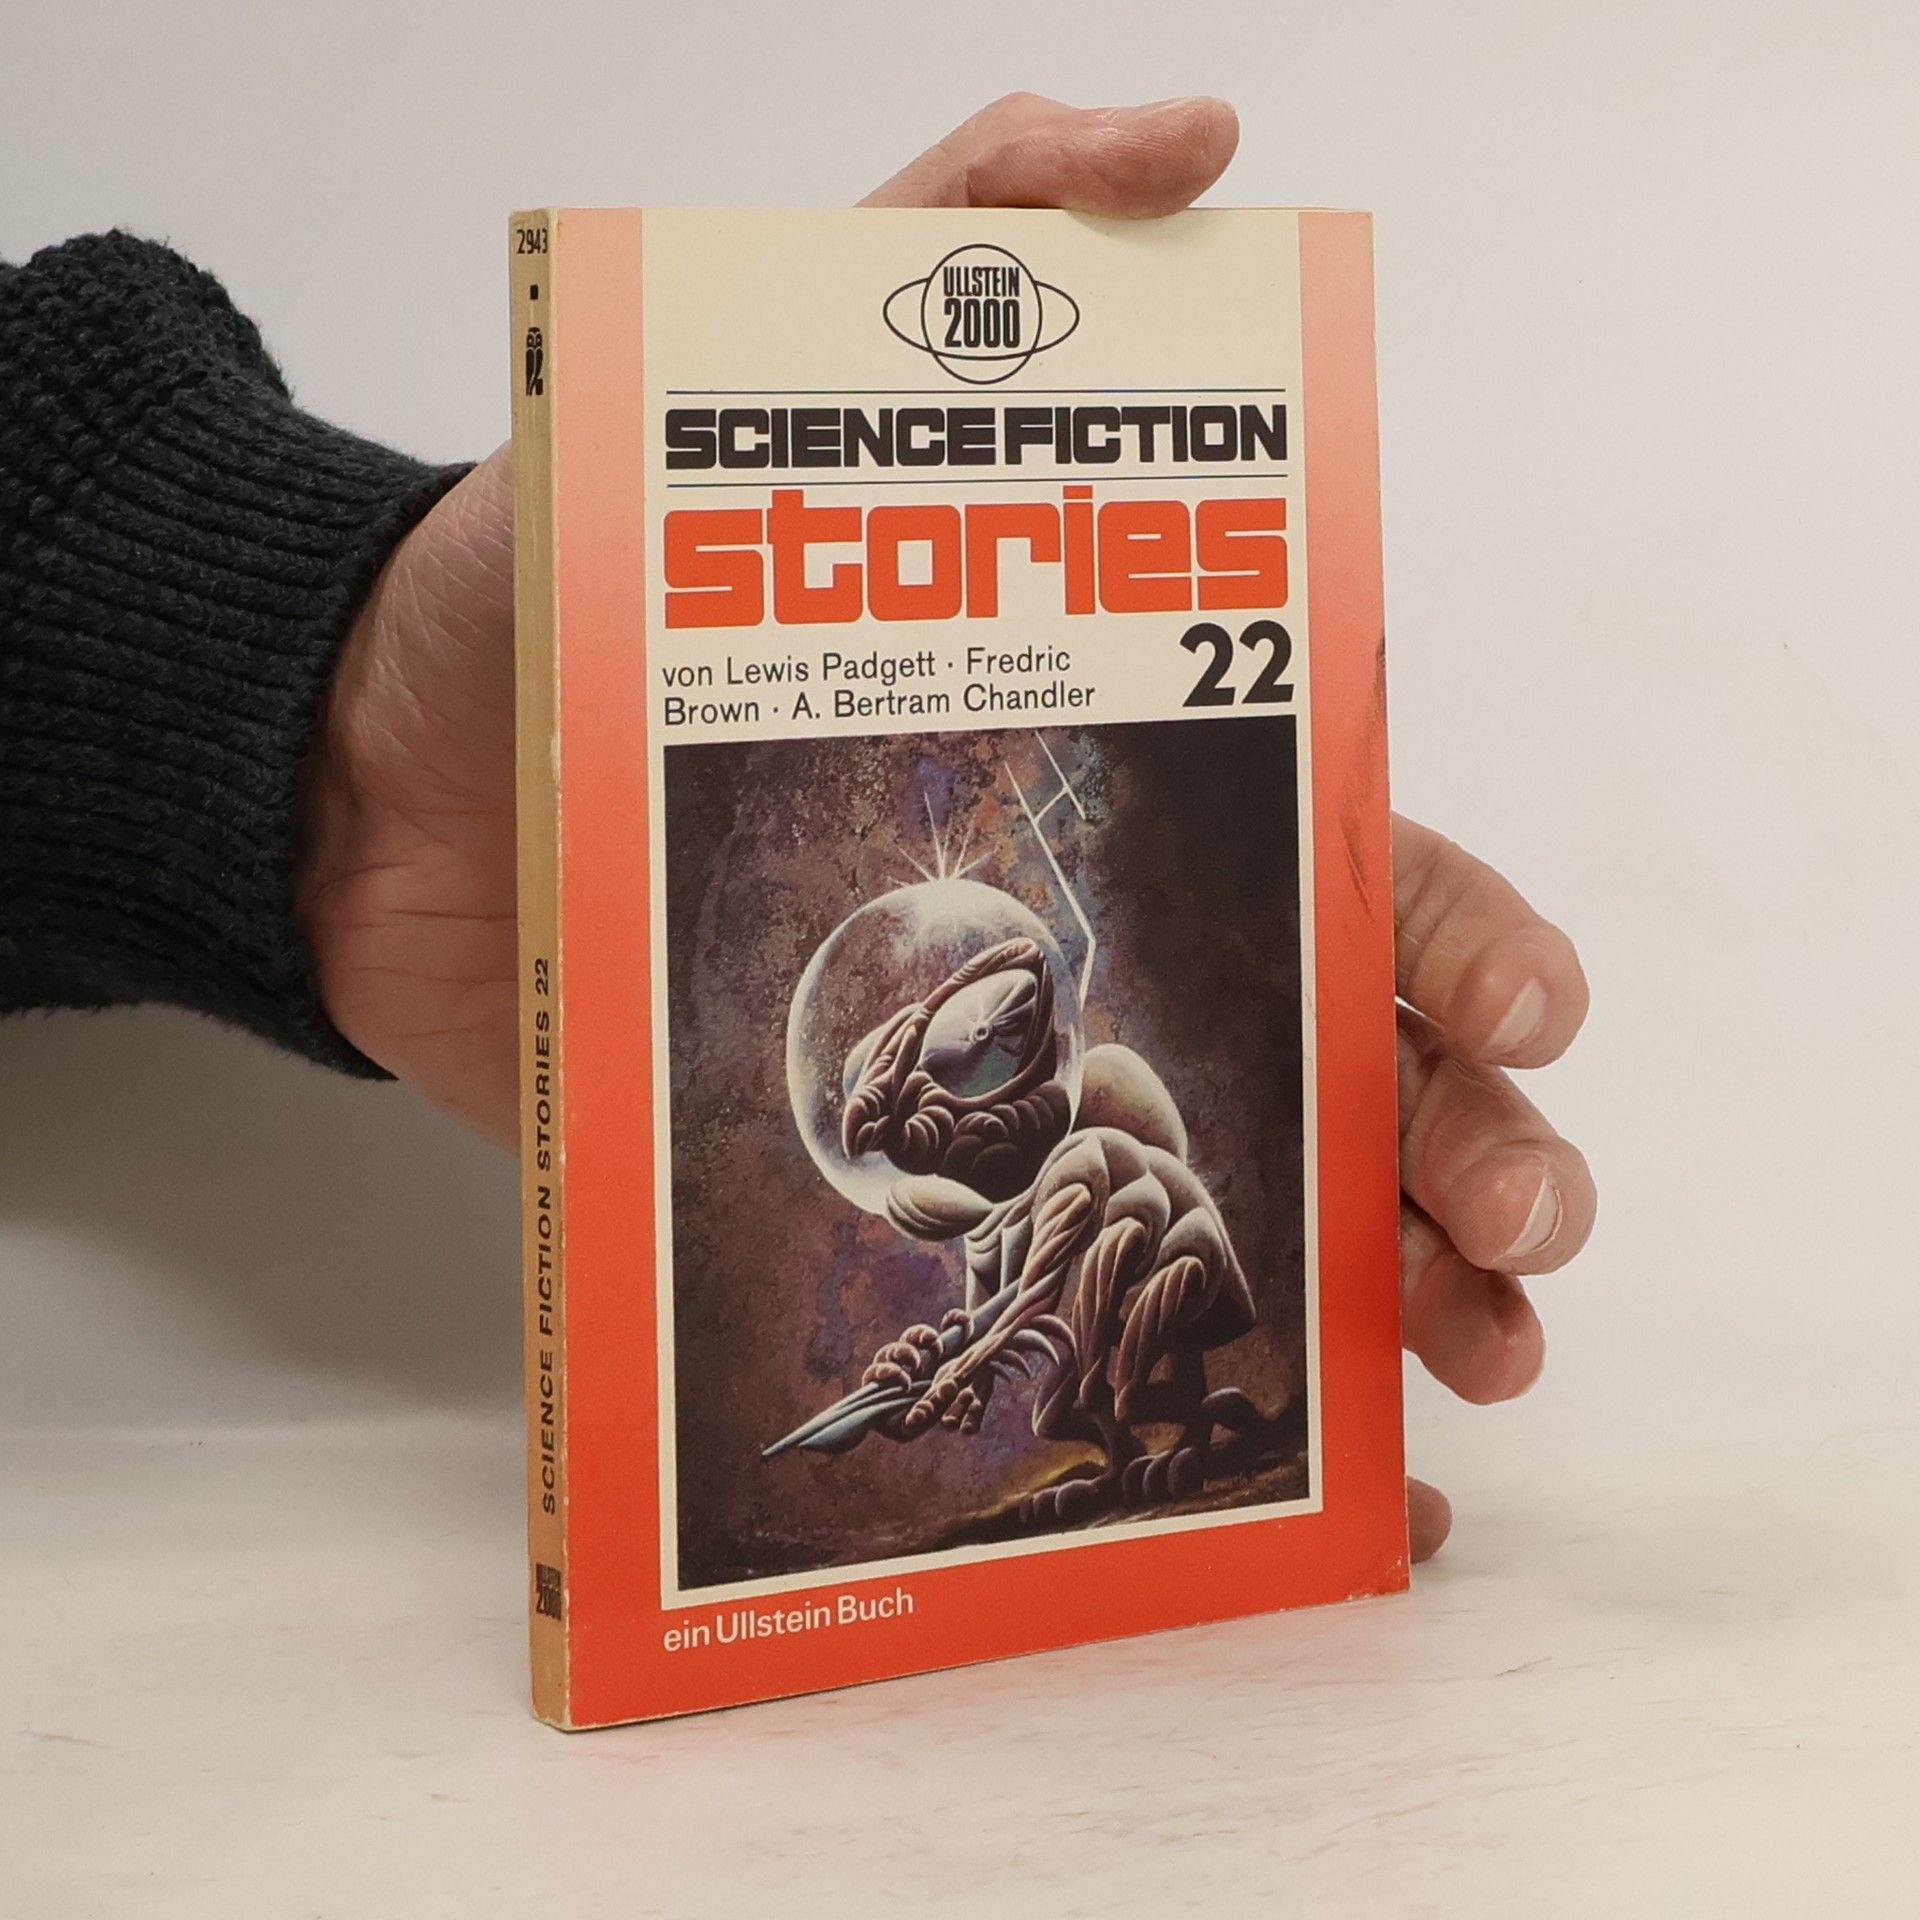 2943
SCIENCE FICTION STORIES 22
ULLSTEIN
2000
ULLSTEIN
2000
SCIENCE FICTION
stories
22
von Lewis Padgett · Fredric
Brown · A. Bertram Chandler
ein Ullstein Buch